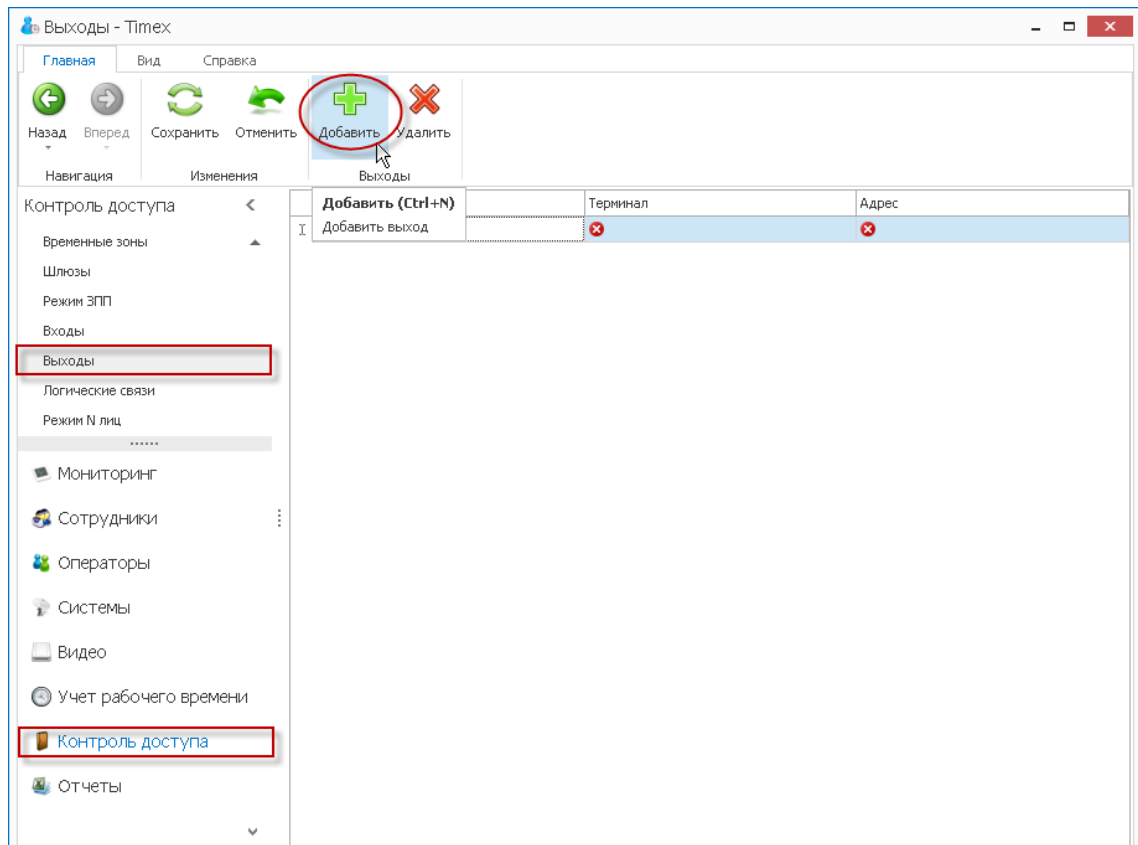 Выходы - Timex
Главная Вид Справка
Назад Вперед Сохранить Отменить Добавить Удалить
Навигация Изменения Выходы
Контроль доступа
Добавить (Ctrl+N)
Добавить выход
Терминал Адрес
Временные зоны
Шлюзы
Режим ЗПП
Входы
Выходы
Логические связи
Режим N лиц
Мониторинг
Сотрудники
Операторы
Системы
Видео
Учет рабочего времени
Контроль доступа
Отчеты